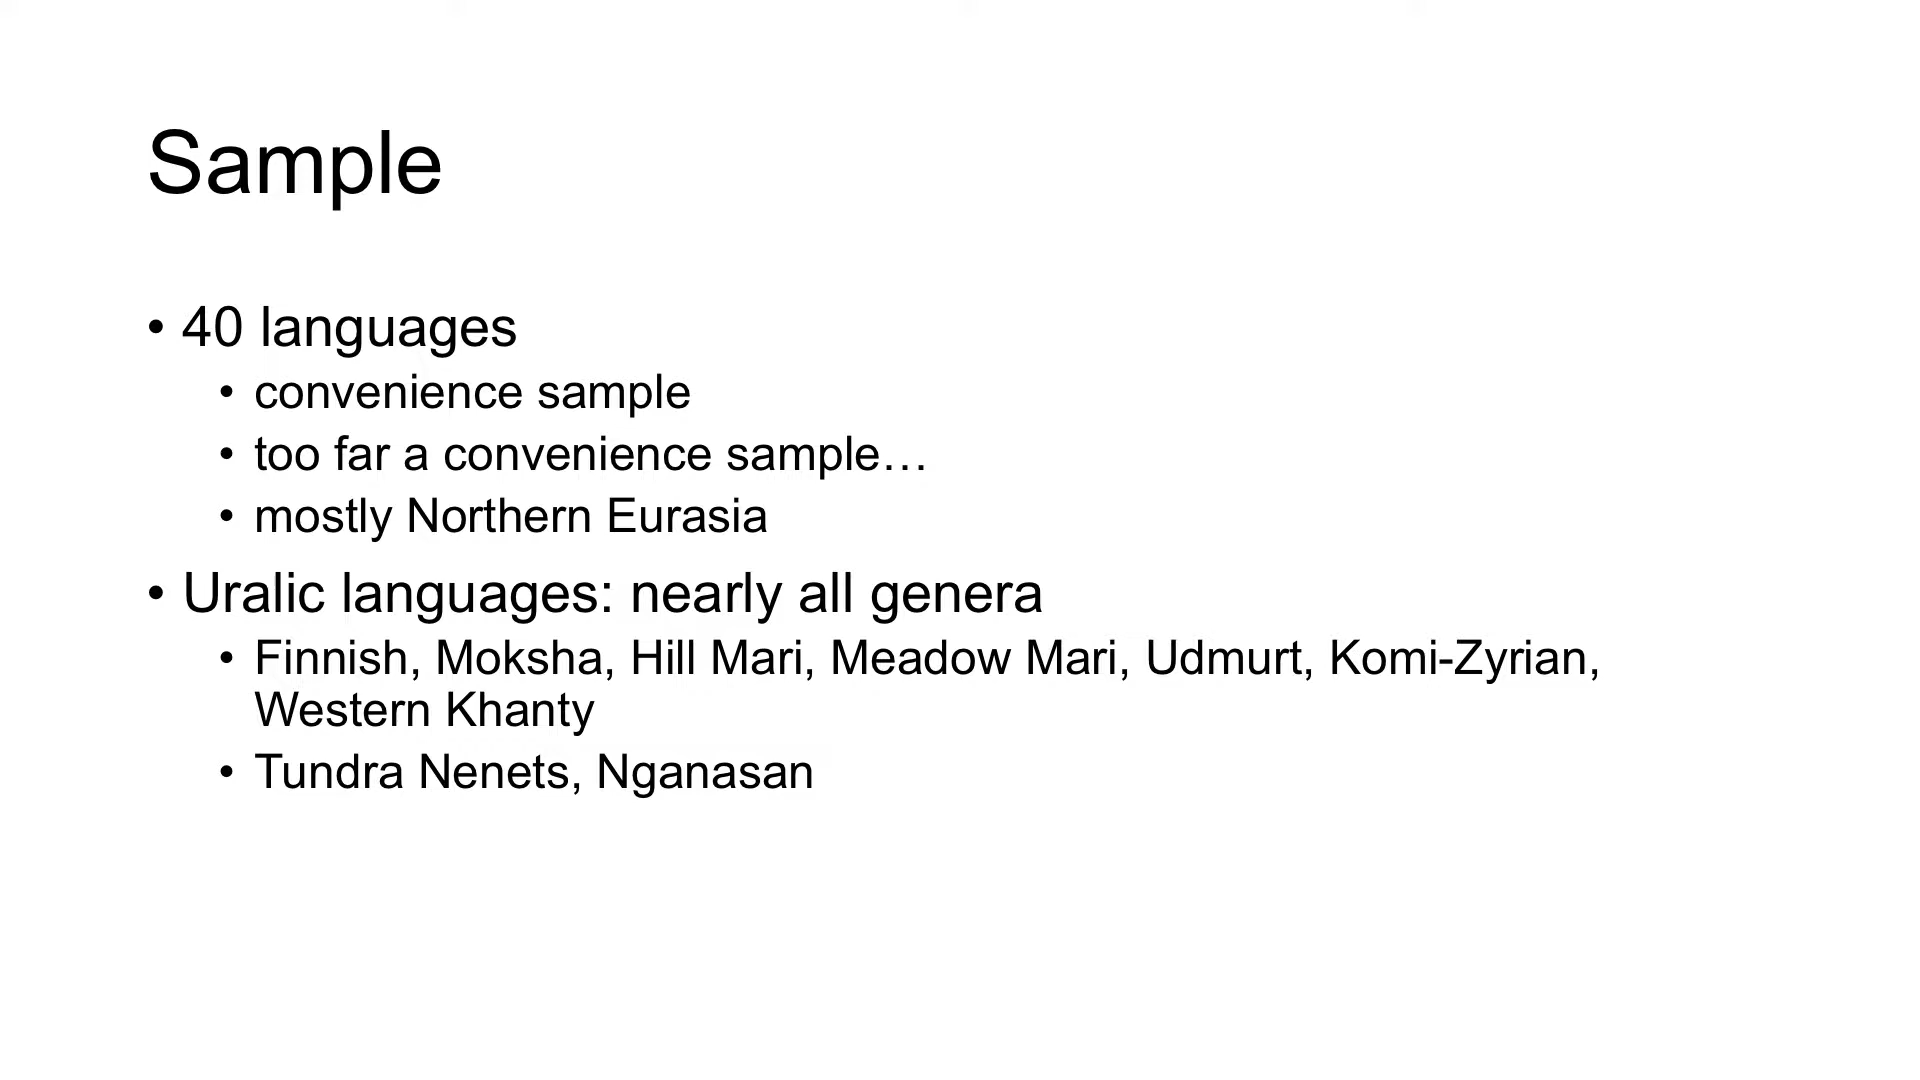 Sample
• 40 languages
• convenience sample
• too far a convenience sample…
• mostly Northern Eurasia
• Uralic languages: nearly all genera
• Finnish, Moksha, Hill Mari, Meadow Mari, Udmurt, Komi-Zyrian,
Western Khanty
• Tundra Nenets, Nganasan